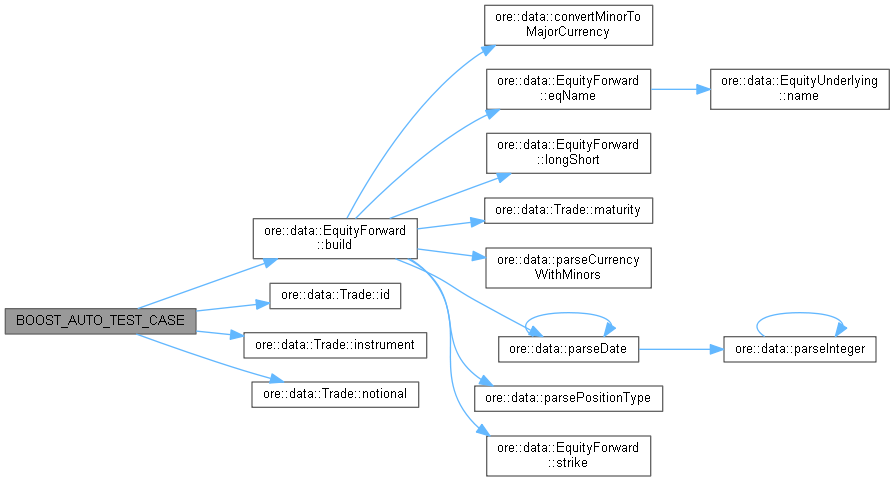 ore::data::convertMinorTo
MajorCurrency
ore::data::EquityForward
::eqName
ore::data::EquityUnderlying
::name
ore::data::EquityForward
::longShort
ore::data::EquityForward
::build
ore::data::Trade::maturity
ore::data::parseCurrency
WithMinors
ore::data::Trade::id
BOOST_AUTO_TEST_CASE
ore::data::Trade::instrument
ore::data::parseDate
ore::data::parseInteger
ore::data::Trade::notional
ore::data::parsePositionType
ore::data::EquityForward
::strike